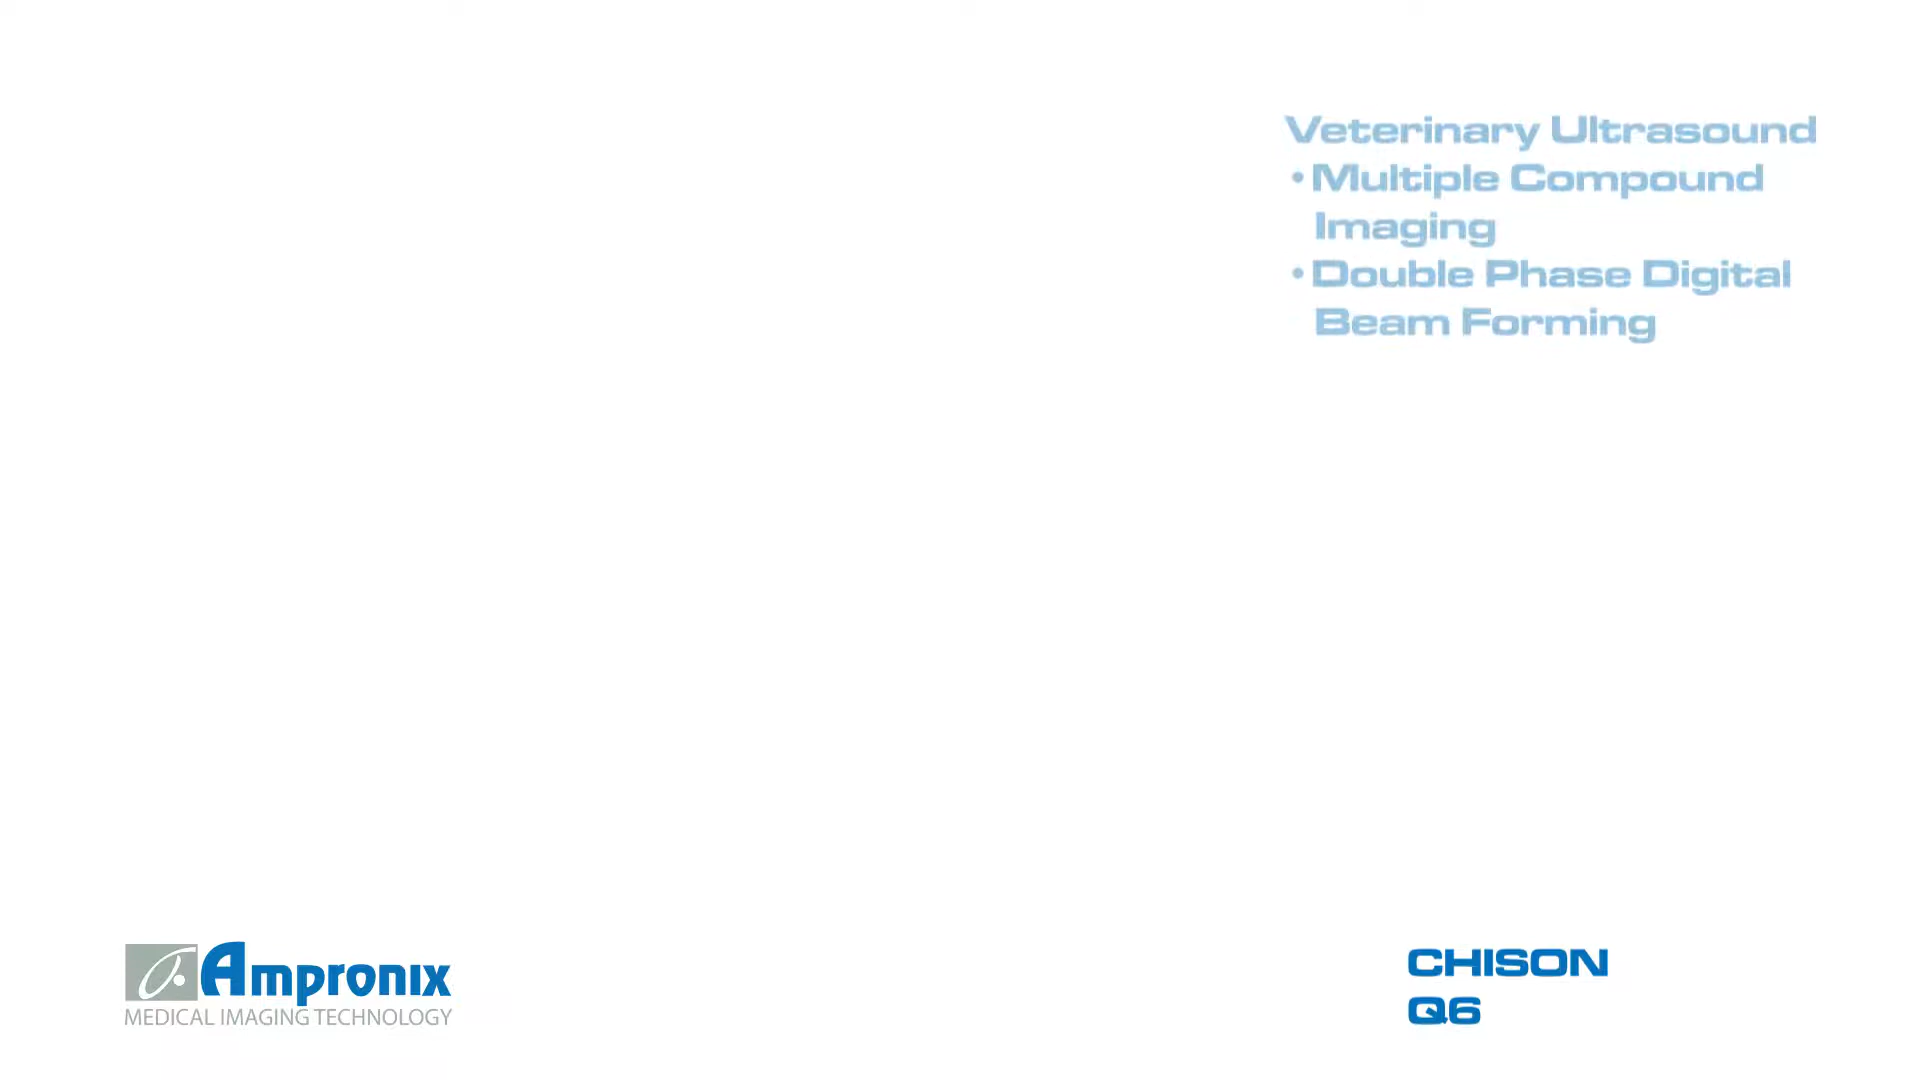 Veterinary Ultrasound
• Multiple Compound
Imaging
• Double Phase Digital
Beam Forming
Ampronix
MEDICAL IMAGING TECHNOLOGY
CHISON
Q6